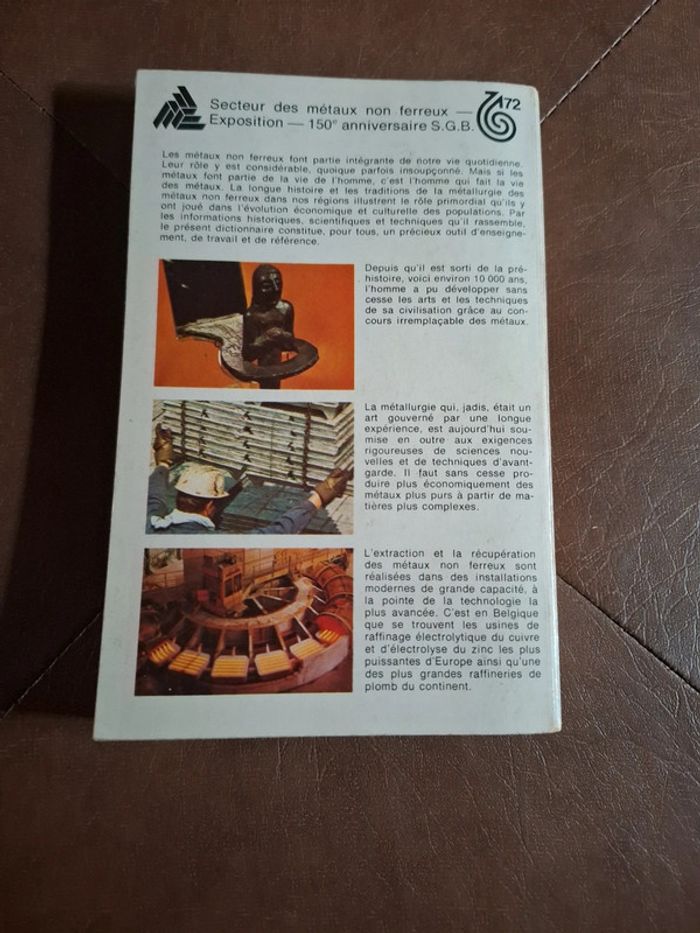 Secteur des métaux non ferreux —
Exposition — 150e anniversaire S.G.B.
72
Les métaux non ferreux font partie intégrante de notre vie quotidienne.
Leur rôle y est considérable, quoique parfois insoupçonné. Mais si les
métaux font partie de la vie de l'homme, c'est l'homme qui fait la vie
des métaux. La longue histoire et les traditions de la métallurgie des
métaux non ferreux dans nos régions illustrent le rôle primordial qu'ils y
ont joué dans l'évolution économique et culturelle des populations. Par
les informations historiques, scientifiques et techniques qu'il rassemble,
le présent dictionnaire constitue, pour tous, un précieux outil d'enseigne-
ment, de travail et de référence.
Depuis qu'il est sorti de la pré-
histoire, voici environ 10 000 ans,
l'homme a pu développer sans
cesse les arts et les techniques
de sa civilisation grâce au con-
cours irremplaçable des métaux.
La métallurgie qui, jadis, était un
art gouverné par une longue
expérience, est aujourd'hui sou-
mise en outre aux exigences
rigoureuses de sciences nou-
velles et de techniques d'avant-
garde. Il faut sans cesse pro-
duire plus économiquement des
métaux plus purs à partir de ma-
tières plus complexes.
L'extraction et la récupération
des métaux non ferreux sont
réalisées dans des installations
modernes de grande capacité, à
la pointe de la technologie la
plus avancée. C'est en Belgique
que se trouvent les usines de
raffinage électrolytique du cuivre
et d'électrolyse du zinc les plus
puissantes d'Europe ainsi qu'une
des plus grandes raffineries de
plomb du continent.